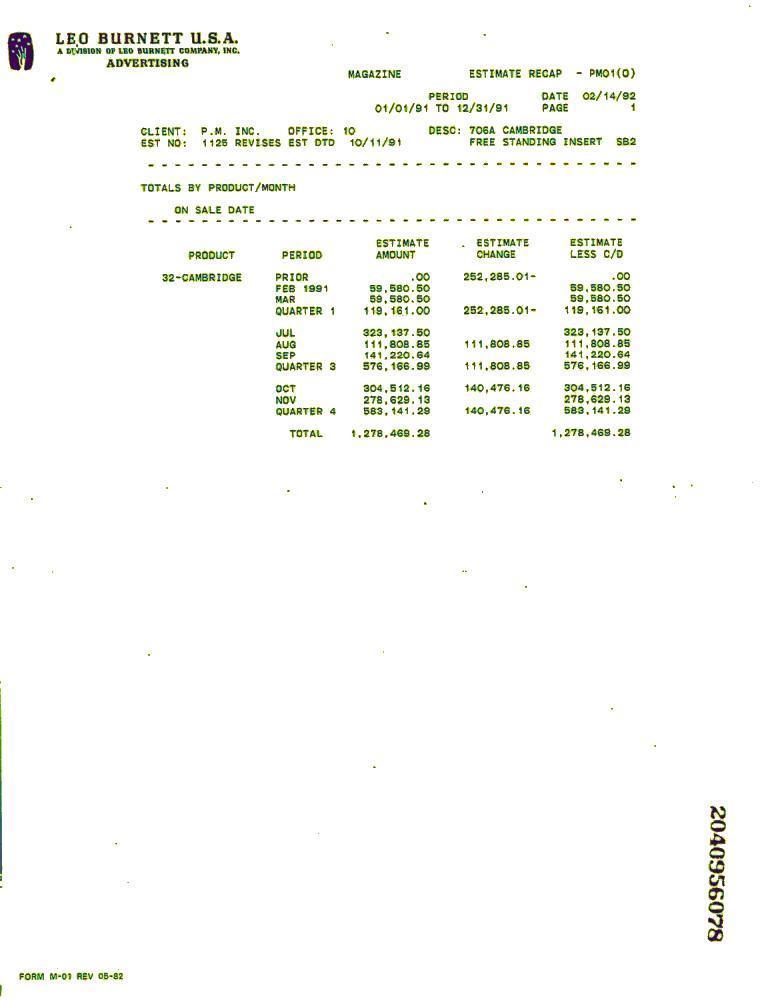 LEO BURNETT U.S.A.
A DIVISION OF LEO BURNETT COMPANY, INC.
ADVERTISING
MAGAZINE ESTIMATE RECAP - PM01(0)
PERIOD DATE 02/14/92
01/01/91 TO 12/31/91 PAGE 1
CLIENT: P.M. INC. OFFICE: 10 DESC: 706A CAMBRIDGE
EST NO: 1125 REVISES EST DTD 10/11/91 FREE STANDING INSERT SB2
TOTALS BY PRODUCT/MONTH
ON SALE DATE
ESTIMATE ESTIMATE ESTIMATE
PRODUCT PERIOD AMOUNT CHANGE LESS C/D
32-CAMBRIDGE PRIOR .00 252,285.01- .00
FEB 1991 59,580.50 59,580.50
MAR 59,580.50 59,580.50
QUARTER 1 119,161.00 252,285.01- 119,161.00
JUL 323,137.50 323,137.50
AUG 111,808.85 111,808.85 111,808.85
SEP 141,220.64 141,220.64
QUARTER 3 576,166.99 111,808.85 576,166.99
OCT 304,512.16 140,476.16 304,512.16
NOV 278,629.13 278,629.13
QUARTER 4 583,141.29 140,476.16 583,141.29
TOTAL 1,278,469.28 1,278,469.28
2040956078
FORM M-01 REV 05-82